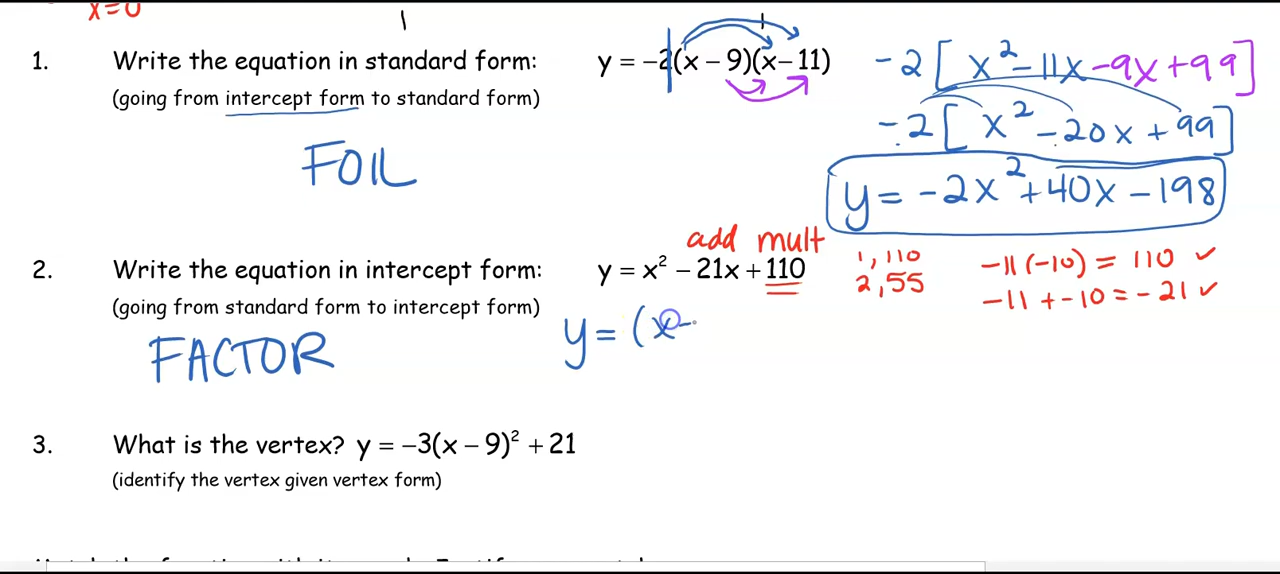 x=0
1. Write the equation in standard form: y = −2(x − 9)(x − 11) -2[x² - 11x - 9x + 99]
(going from intercept form to standard form) -2[x² - 20x + 99]
FOIL y = -2x² + 40x - 198
add mult
2. Write the equation in intercept form: y = x² − 21x + 110 1, 110 -11(-10) = 110 ✓
(going from standard form to intercept form) 2, 55 -11 + -10 = -21 ✓
FACTOR y = (x-
3. What is the vertex? y = −3(x − 9)² + 21
(identify the vertex given vertex form)